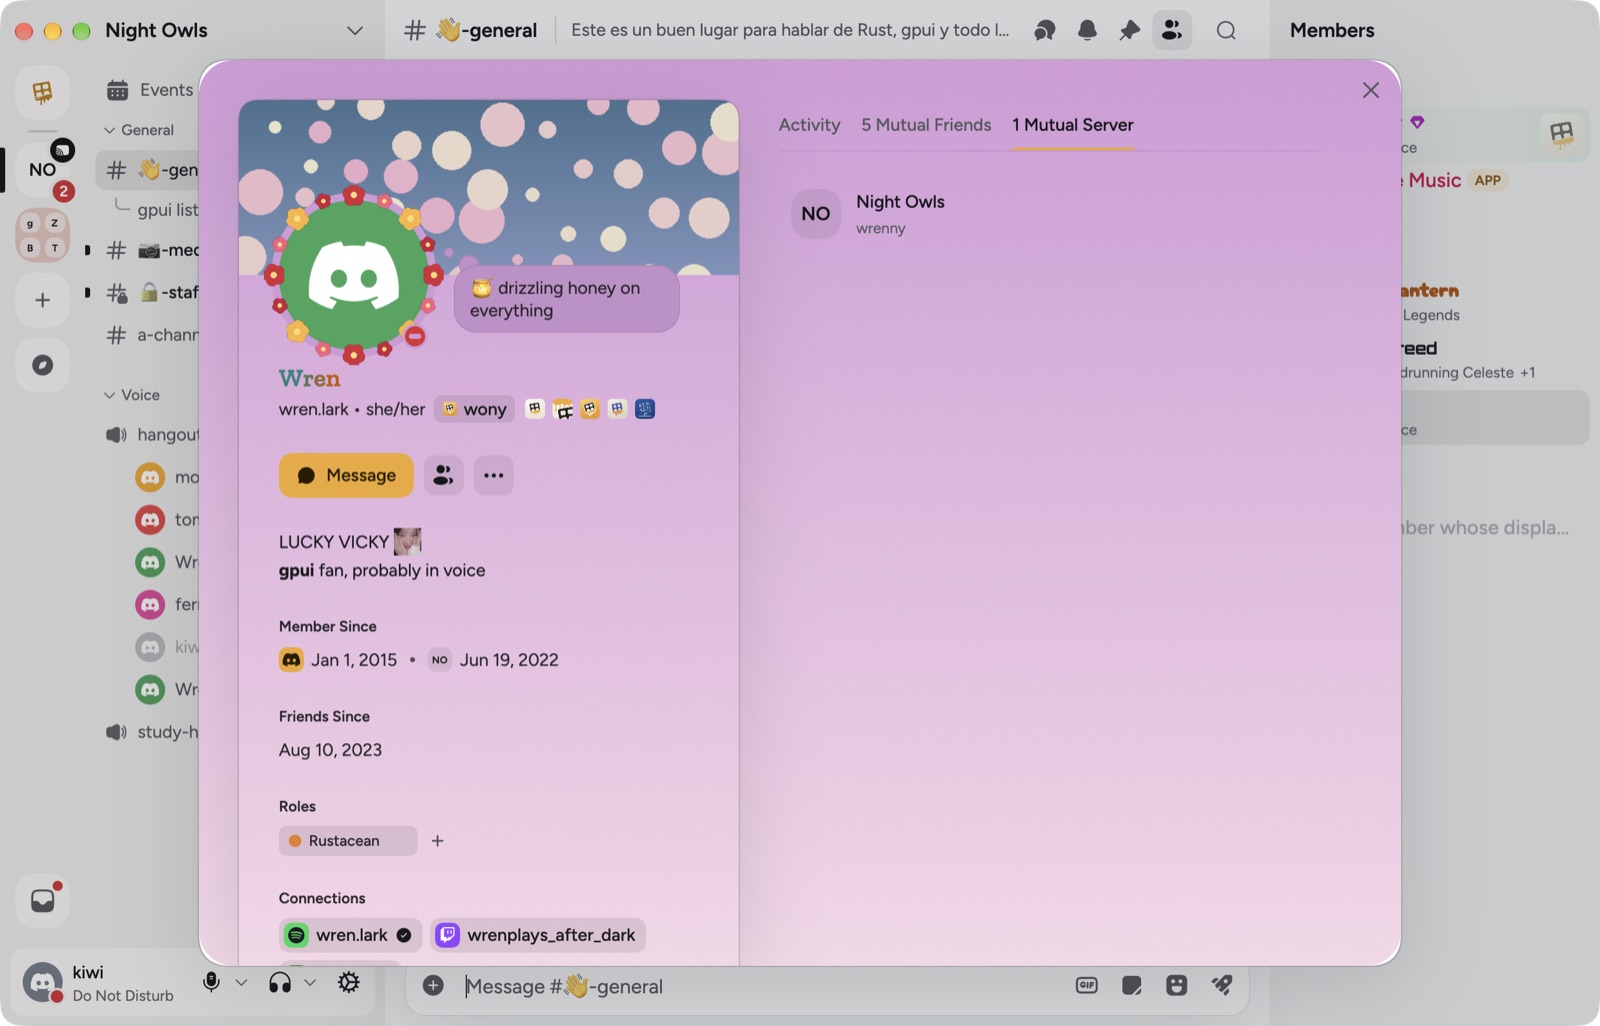 Night Owls
👋-general
Este es un buen lugar para hablar de Rust, gpui y todo l...
Members
Events
General
NO
2
👋-gen
gpui list
g Z
B T
📷-med
🔒-staf
a-chann
Voice
hangout
mo
tor
Wr
fer
kiw
Wr
study-h
Activity
5 Mutual Friends
1 Mutual Server
NO
Night Owls
wrenny
🍯 drizzling honey on
everything
Wren
wren.lark • she/her
wony
Message
LUCKY VICKY
gpui fan, probably in voice
Member Since
Jan 1, 2015 • NO Jun 19, 2022
Friends Since
Aug 10, 2023
Roles
Rustacean
Connections
wren.lark
wrenplays_after_dark
ce
Music APP
antern
Legends
reed
drunning Celeste +1
ce
ber whose displa...
kiwi
Do Not Disturb
Message #👋-general
GIF